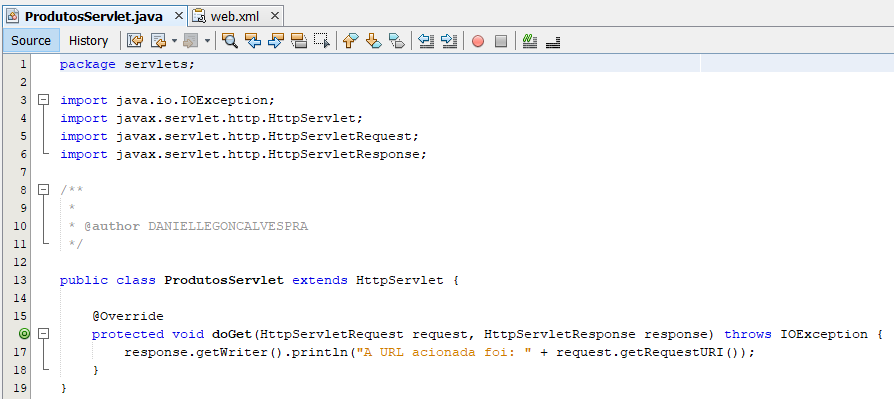 ProdutosServlet.java × web.xml ×
Source History
1 package servlets;
2
3 import java.io.IOException;
4 import javax.servlet.http.HttpServlet;
5 import javax.servlet.http.HttpServletRequest;
6 import javax.servlet.http.HttpServletResponse;
7
8 /**
9 *
10 * @author DANIELLEGONCALVESPRA
11 */
12
13 public class ProdutosServlet extends HttpServlet {
14
15 @Override
protected void doGet(HttpServletRequest request, HttpServletResponse response) throws IOException {
17 response.getWriter().println("A URL acionada foi: " + request.getRequestURI());
18 }
19 }